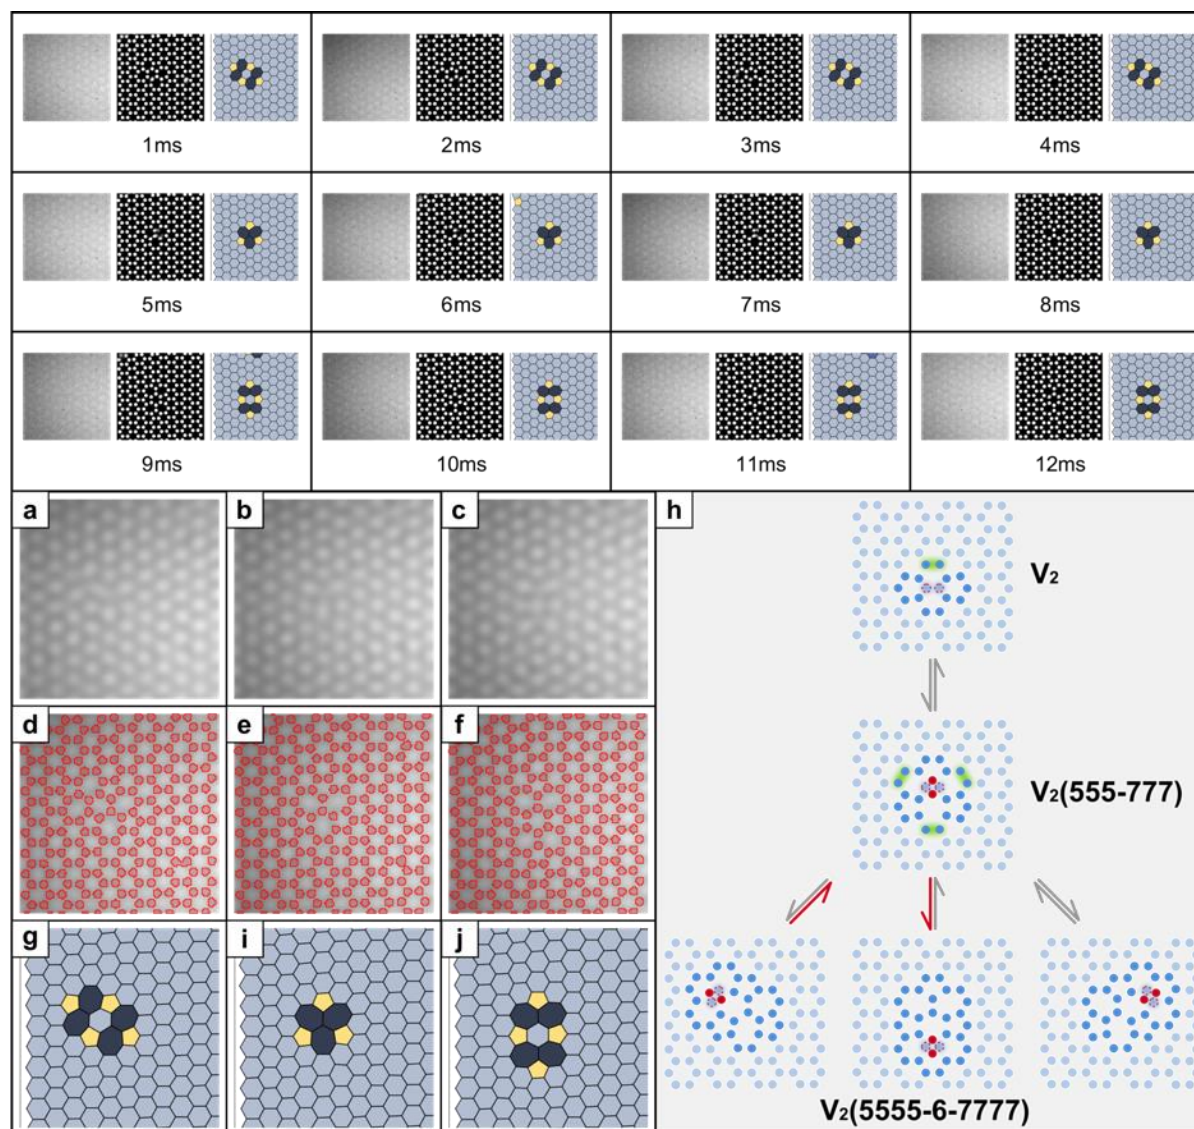 1ms
2ms
3ms
4ms
5ms
6ms
7ms
8ms
9ms
10ms
11ms
12ms
a
b
c
h
V₂
d
e
f
V₂(555-777)
g
i
j
V₂(5555-6-7777)